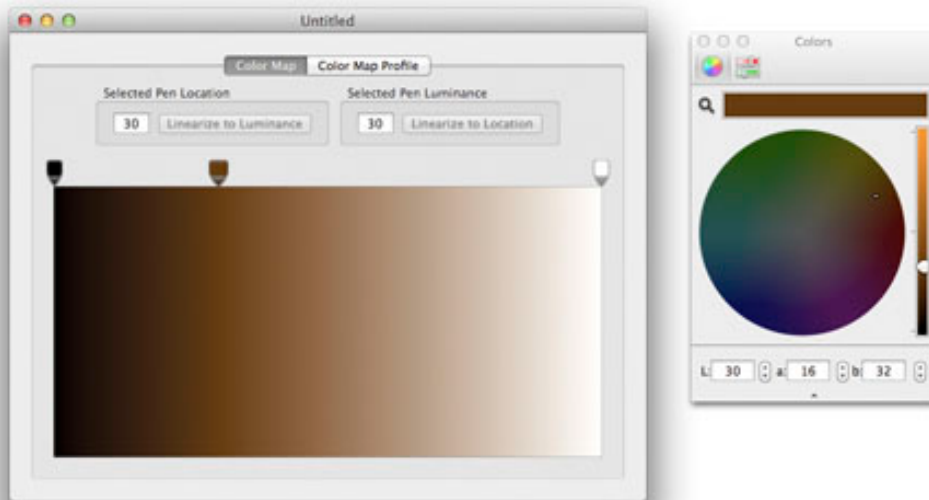 Untitled
Color Map Color Map Profile
Selected Pen Location
30 Linearize to Luminance
Selected Pen Luminance
30 Linearize to Location
Colors
L: 30 a: 16 b: 32